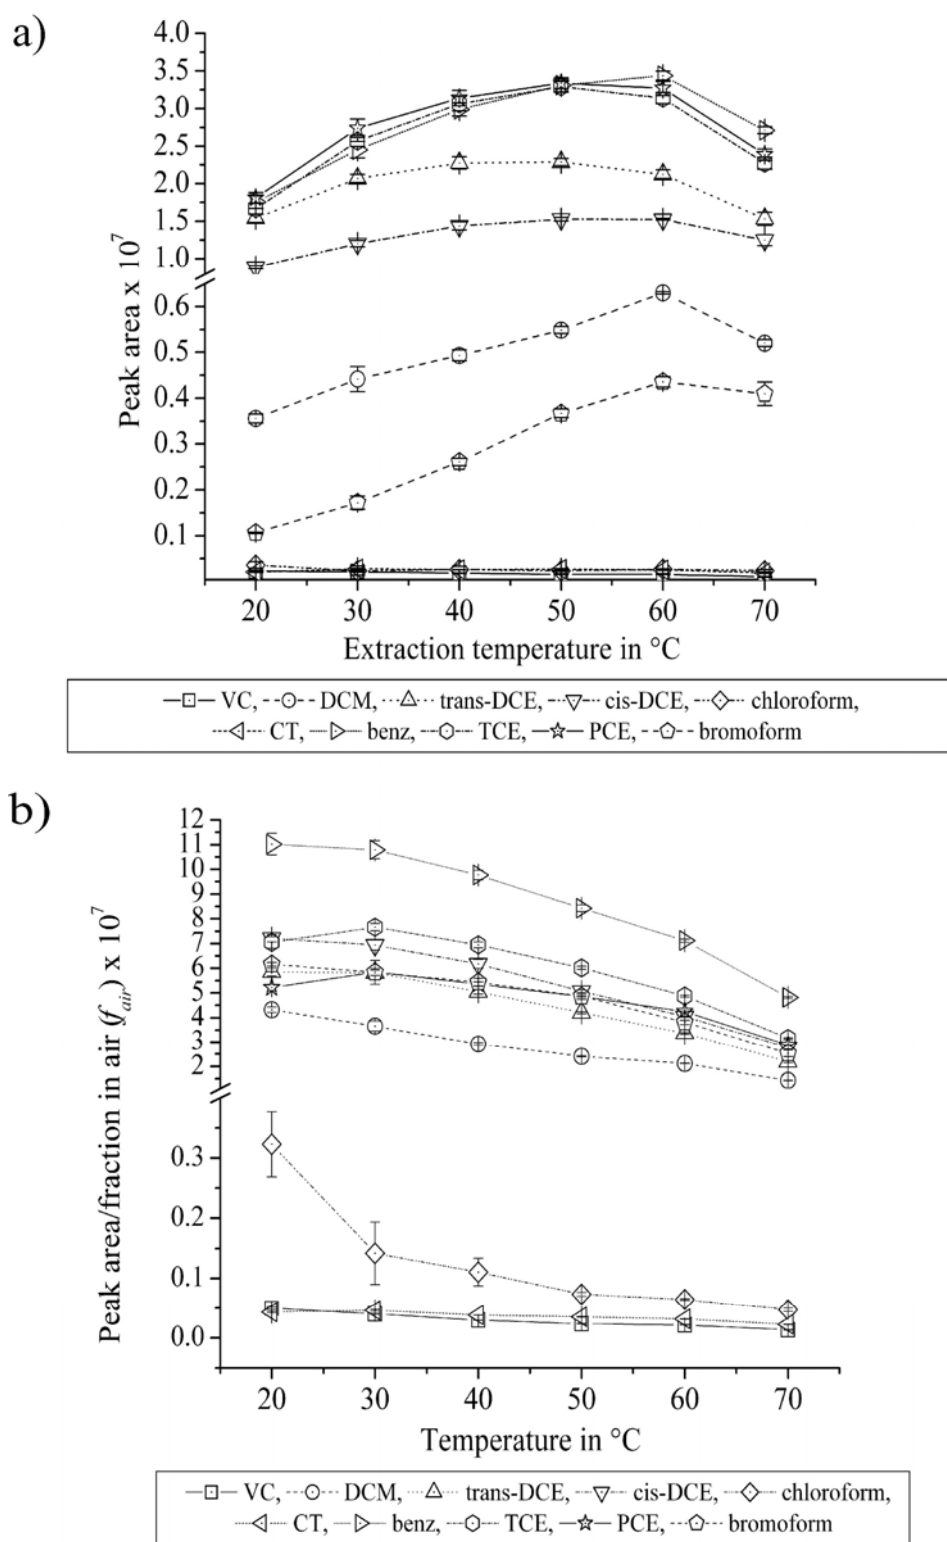 a)
4.0
3.5
3.0
2.5
2.0
1.5
1.0
0.6
0.5
0.4
0.3
0.2
0.1
Peak area x 10⁷
20 30 40 50 60 70
Extraction temperature in °C
VC, DCM, trans-DCE, cis-DCE, chloroform,
CT, benz, TCE, PCE, bromoform
b)
12
11
10
9
8
7
6
5
4
3
2
0.3
0.2
0.1
0.0
Peak area/fraction in air (f_air) x 10⁷
20 30 40 50 60 70
Temperature in °C
VC, DCM, trans-DCE, cis-DCE, chloroform,
CT, benz, TCE, PCE, bromoform